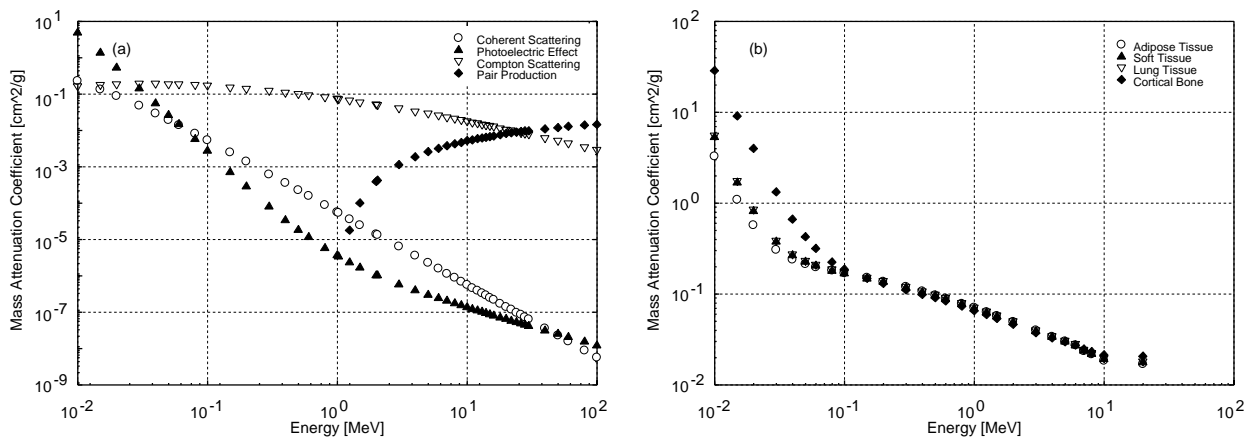 (a)
Coherent Scattering
Photoelectric Effect
Compton Scattering
Pair Production
Mass Attenuation Coefficient [cm^2/g]
10^1
10^-1
10^-3
10^-5
10^-7
10^-9
10^-2
10^-1
10^0
10^1
10^2
Energy [MeV]
(b)
Adipose Tissue
Soft Tissue
Lung Tissue
Cortical Bone
Mass Attenuation Coefficient [cm^2/g]
10^2
10^1
10^0
10^-1
10^-2
10^-2
10^-1
10^0
10^1
10^2
Energy [MeV]